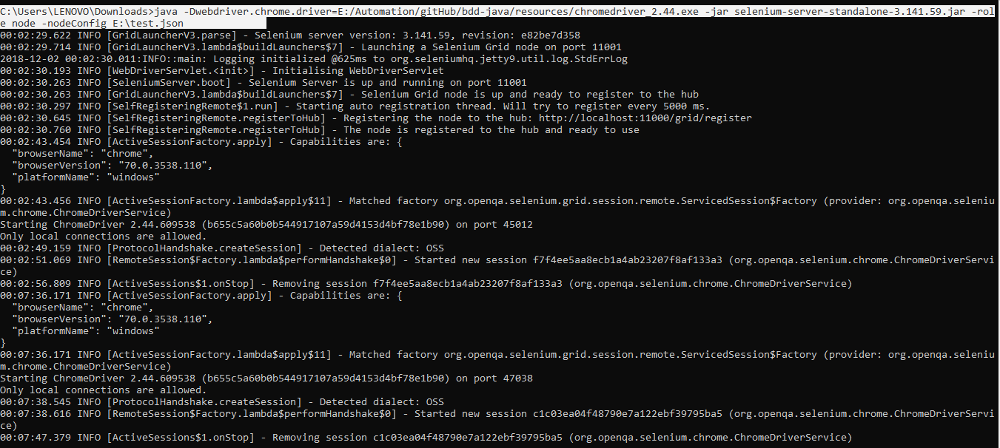 C:\Users\LENOVO\Downloads>java -Dwebdriver.chrome.driver=E:/Automation/gitHub/bdd-java/resources/chromedriver_2.44.exe -jar selenium-server-standalone-3.141.59.jar -rol
e node -nodeConfig E:\test.json
00:02:29.622 INFO [GridLauncherV3.parse] - Selenium server version: 3.141.59, revision: e82be7d358
00:02:29.714 INFO [GridLauncherV3.lambda$buildLaunchers$7] - Launching a Selenium Grid node on port 11001
2018-12-02 00:02:30.011:INFO::main: Logging initialized @625ms to org.seleniumhq.jetty9.util.log.StdErrLog
00:02:30.193 INFO [WebDriverServlet.<init>] - Initialising WebDriverServlet
00:02:30.263 INFO [SeleniumServer.boot] - Selenium Server is up and running on port 11001
00:02:30.263 INFO [GridLauncherV3.lambda$buildLaunchers$7] - Selenium Grid node is up and ready to register to the hub
00:02:30.297 INFO [SelfRegisteringRemote$1.run] - Starting auto registration thread. Will try to register every 5000 ms.
00:02:30.645 INFO [SelfRegisteringRemote.registerToHub] - Registering the node to the hub: http://localhost:11000/grid/register
00:02:30.760 INFO [SelfRegisteringRemote.registerToHub] - The node is registered to the hub and ready to use
00:02:43.454 INFO [ActiveSessionFactory.apply] - Capabilities are: {
  "browserName": "chrome",
  "browserVersion": "70.0.3538.110",
  "platformName": "windows"
}
00:02:43.456 INFO [ActiveSessionFactory.lambda$apply$11] - Matched factory org.openqa.selenium.grid.session.remote.ServicedSession$Factory (provider: org.openqa.seleniu
m.chrome.ChromeDriverService)
Starting ChromeDriver 2.44.609538 (b655c5a60b0b544917107a59d4153d4bf78e1b90) on port 45012
Only local connections are allowed.
00:02:49.159 INFO [ProtocolHandshake.createSession] - Detected dialect: OSS
00:02:51.069 INFO [RemoteSession$Factory.lambda$performHandshake$0] - Started new session f7f4ee5aa8ecb1a4ab23207f8af133a3 (org.openqa.selenium.chrome.ChromeDriverServi
ce)
00:02:56.809 INFO [ActiveSessions$1.onStop] - Removing session f7f4ee5aa8ecb1a4ab23207f8af133a3 (org.openqa.selenium.chrome.ChromeDriverService)
00:07:36.171 INFO [ActiveSessionFactory.apply] - Capabilities are: {
  "browserName": "chrome",
  "browserVersion": "70.0.3538.110",
  "platformName": "windows"
}
00:07:36.171 INFO [ActiveSessionFactory.lambda$apply$11] - Matched factory org.openqa.selenium.grid.session.remote.ServicedSession$Factory (provider: org.openqa.seleniu
m.chrome.ChromeDriverService)
Starting ChromeDriver 2.44.609538 (b655c5a60b0b544917107a59d4153d4bf78e1b90) on port 47038
Only local connections are allowed.
00:07:38.545 INFO [ProtocolHandshake.createSession] - Detected dialect: OSS
00:07:38.616 INFO [RemoteSession$Factory.lambda$performHandshake$0] - Started new session c1c03ea04f48790e7a122ebf39795ba5 (org.openqa.selenium.chrome.ChromeDriverServi
ce)
00:07:47.379 INFO [ActiveSessions$1.onStop] - Removing session c1c03ea04f48790e7a122ebf39795ba5 (org.openqa.selenium.chrome.ChromeDriverService)